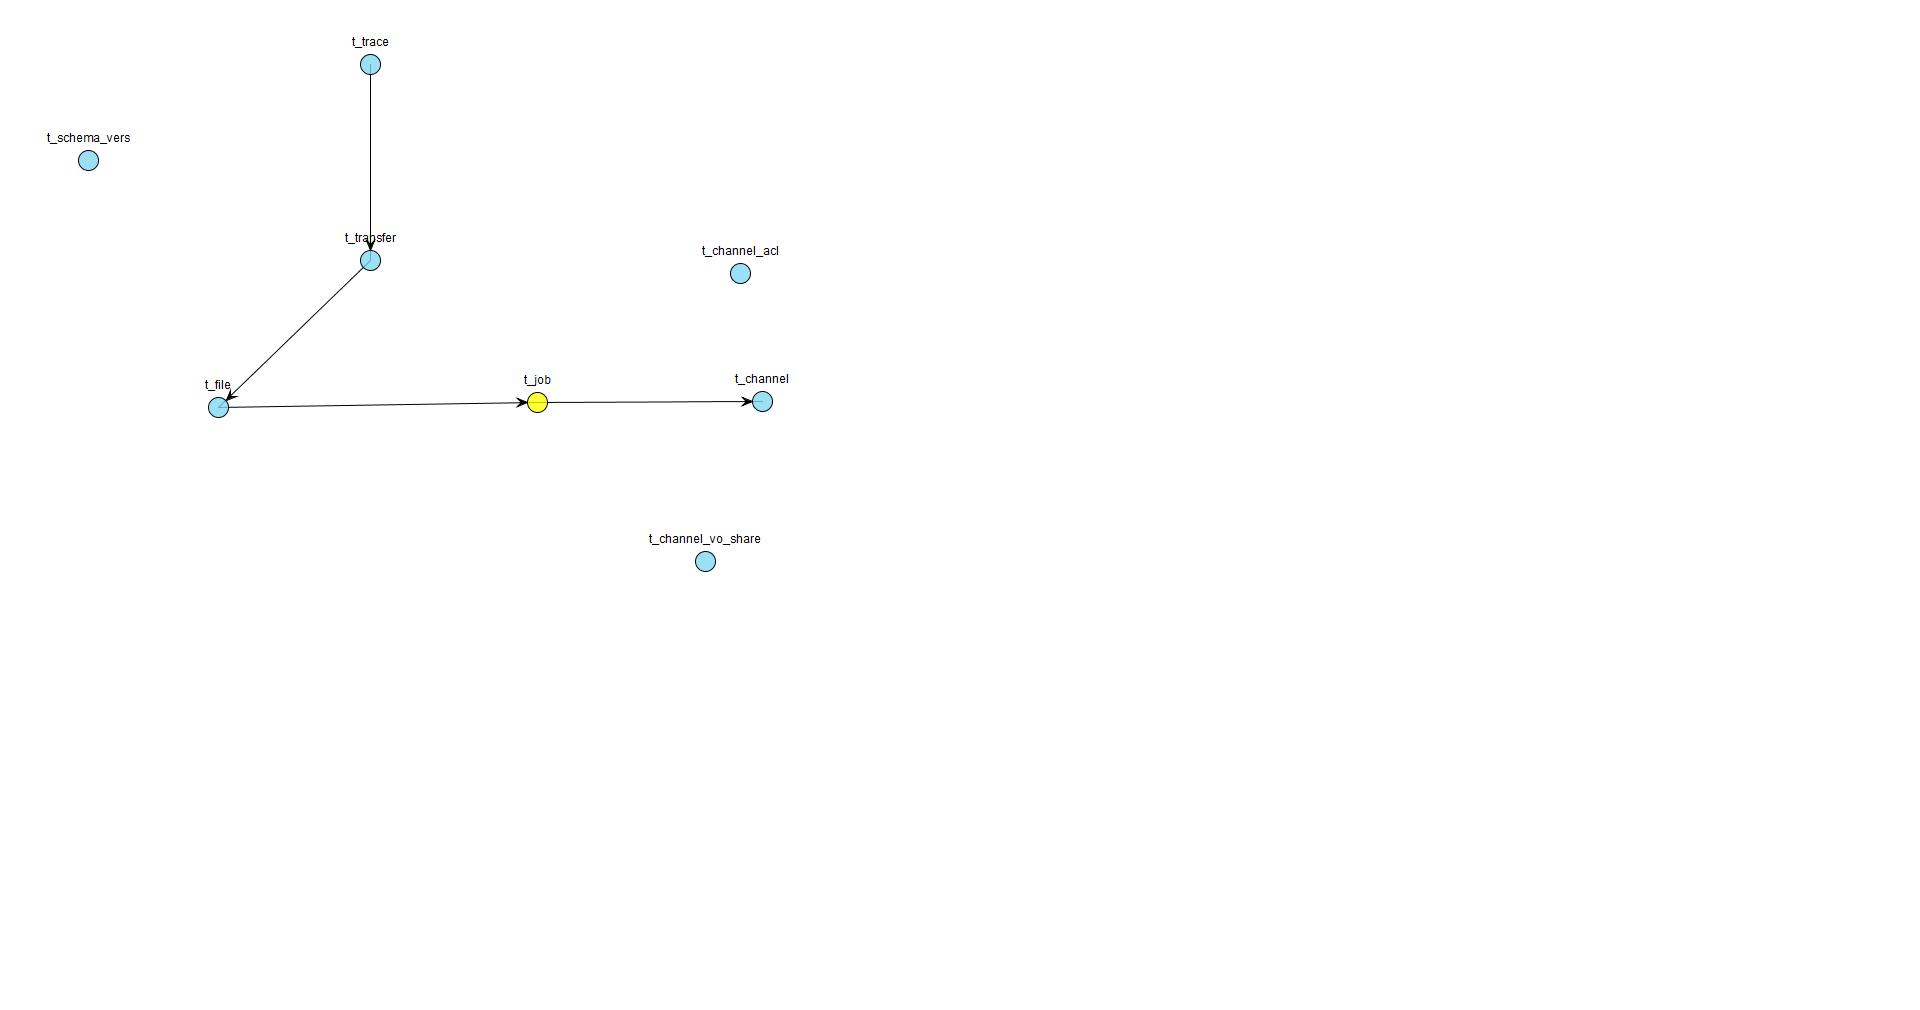 t_trace
t_schema_vers
t_transfer
t_channel_acl
t_file
t_job
t_channel
t_channel_vo_share